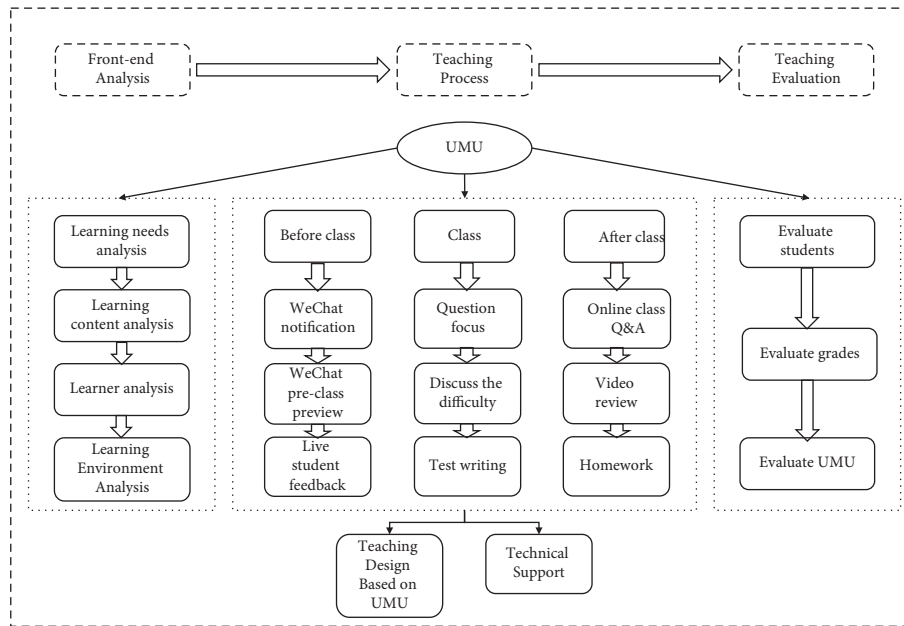 Front-end
Analysis
Teaching
Process
Teaching
Evaluation
UMU
Learning needs
analysis
Learning
content analysis
Learner analysis
Learning
Environment
Analysis
Before class
WeChat
notification
WeChat
pre-class
preview
Live
student
feedback
Class
Question
focus
Discuss the
difficulty
Test writing
After class
Online class
Q&A
Video
review
Homework
Evaluate
students
Evaluate grades
Evaluate UMU
Teaching
Design
Based on
UMU
Technical
Support